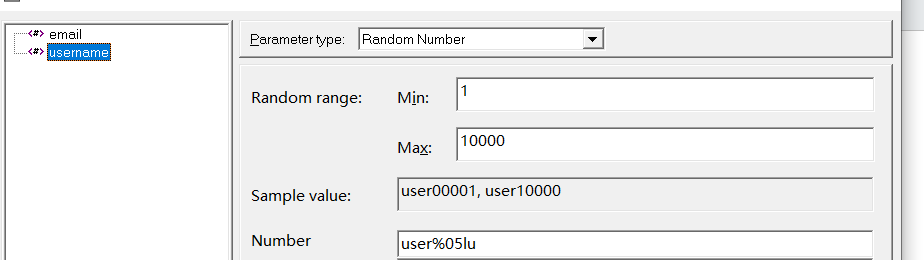 email
username
Parameter type: Random Number
Random range: Min: 1
Max: 10000
Sample value: user00001, user10000
Number user%05lu